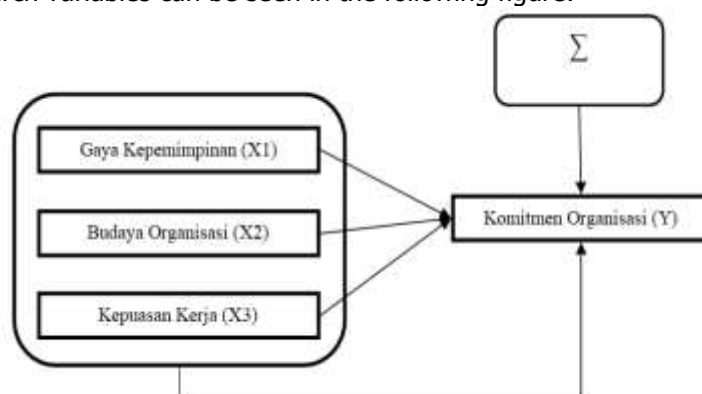 variables can be seen in the following figure.
∑
Gaya Kepemimpinan (X1)
Budaya Organisasi (X2)
Komitmen Organisasi (Y)
Kepuasan Kerja (X3)